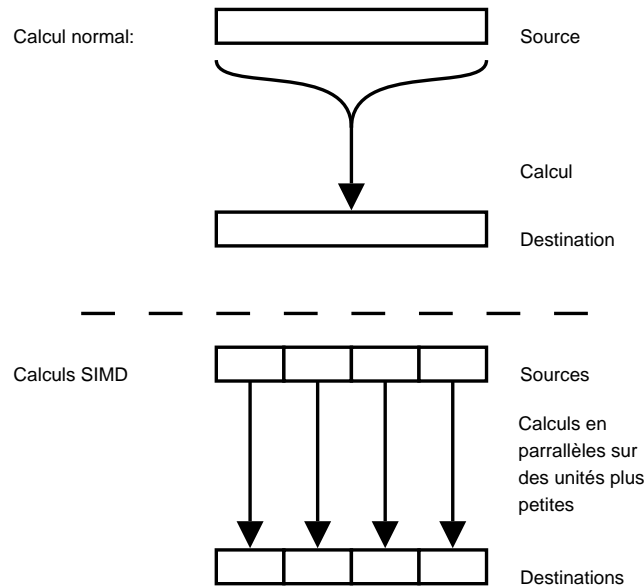 Calcul normal:
Source
Calcul
Destination
Calculs SIMD
Sources
Calculs en
parrallèles sur
des unités plus
petites
Destinations